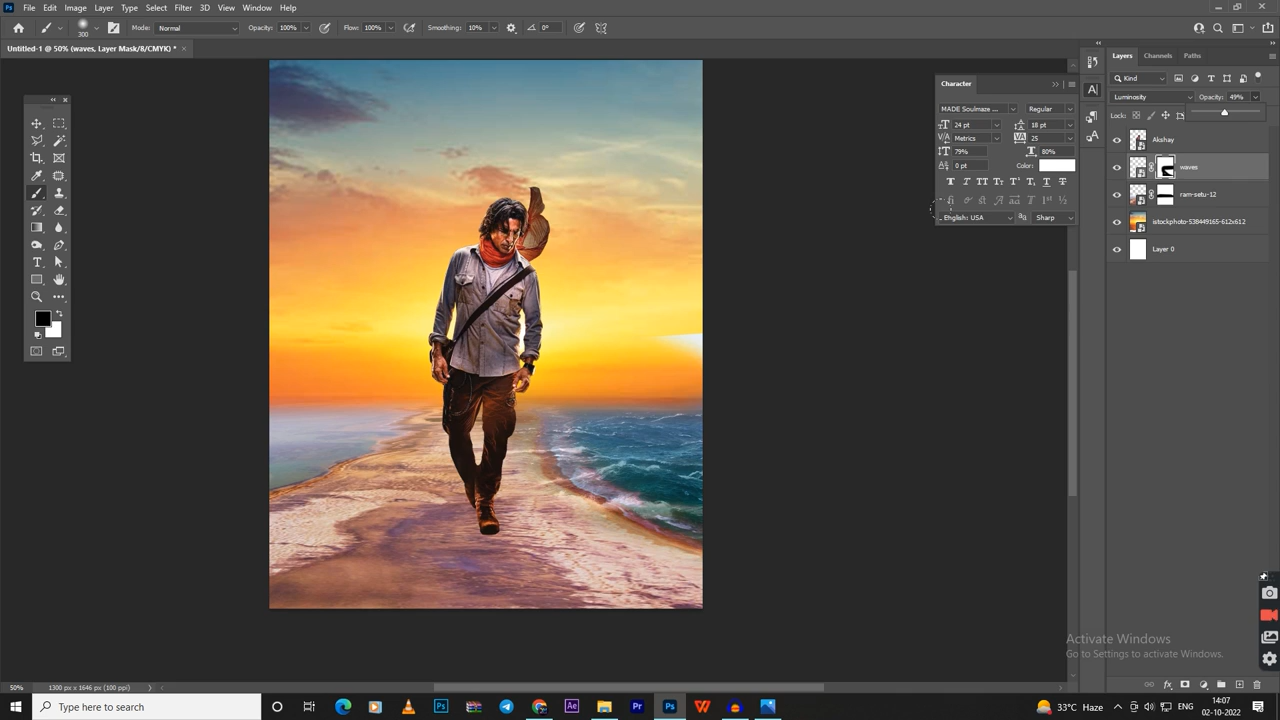 File Edit Image Layer Type Select Filter 3D View Window Help
300 Mode: Normal Opacity: 100% Flow: 100% Smoothing: 10% 0°
Untitled-1 @ 50% (waves, Layer Mask/8/CMYK) *
Character
MADE Soulmaze ... Regular
24 pt 18 pt
Metrics 25
79% 80%
0 pt Color:
English: USA Sharp
Layers Channels Paths
Kind
Luminosity Opacity: 49%
Lock:
Akshay
waves
ram-setu-12
istockphoto-538449165-612x612
Layer 0
Activate Windows
Go to Settings to activate Windows.
50% 1300 px x 1646 px (100 ppi)
Type here to search
33°C Haze
ENG
14:07
02-10-2022